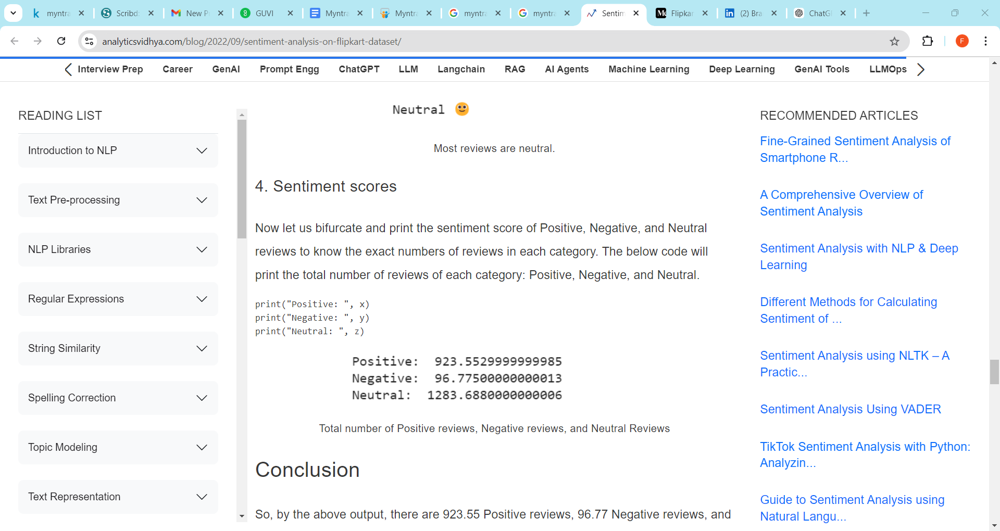 myntra
Scribd
New P
GUVI
Myntra
Myntra
myntra
myntra
Sentim
Flipkar
(2) Bra
ChatG
analyticsvidhya.com/blog/2022/09/sentiment-analysis-on-flipkart-dataset/
F
Interview Prep Career GenAI Prompt Engg ChatGPT LLM Langchain RAG AI Agents Machine Learning Deep Learning GenAI Tools LLMOps
READING LIST
Introduction to NLP
Text Pre-processing
NLP Libraries
Regular Expressions
String Similarity
Spelling Correction
Topic Modeling
Text Representation
Neutral 🙂
Most reviews are neutral.
4. Sentiment scores
Now let us bifurcate and print the sentiment score of Positive, Negative, and Neutral
reviews to know the exact numbers of reviews in each category. The below code will
print the total number of reviews of each category: Positive, Negative, and Neutral.
print("Positive: ", x)
print("Negative: ", y)
print("Neutral: ", z)
Positive: 923.5529999999985
Negative: 96.77500000000013
Neutral: 1283.6880000000006
Total number of Positive reviews, Negative reviews, and Neutral Reviews
Conclusion
So, by the above output, there are 923.55 Positive reviews, 96.77 Negative reviews, and
RECOMMENDED ARTICLES
Fine-Grained Sentiment Analysis of
Smartphone R...
A Comprehensive Overview of
Sentiment Analysis
Sentiment Analysis with NLP & Deep
Learning
Different Methods for Calculating
Sentiment of ...
Sentiment Analysis using NLTK – A
Practic...
Sentiment Analysis Using VADER
TikTok Sentiment Analysis with Python:
Analyzin...
Guide to Sentiment Analysis using
Natural Langu...